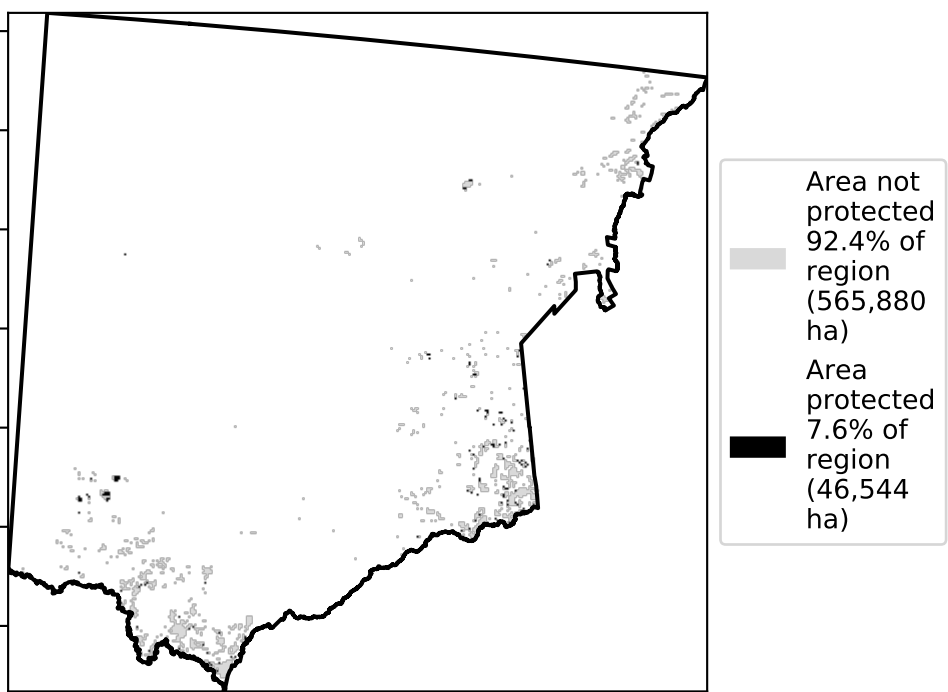 Area not
protected
92.4% of
region
(565,880
ha)
Area
protected
7.6% of
region
(46,544
ha)